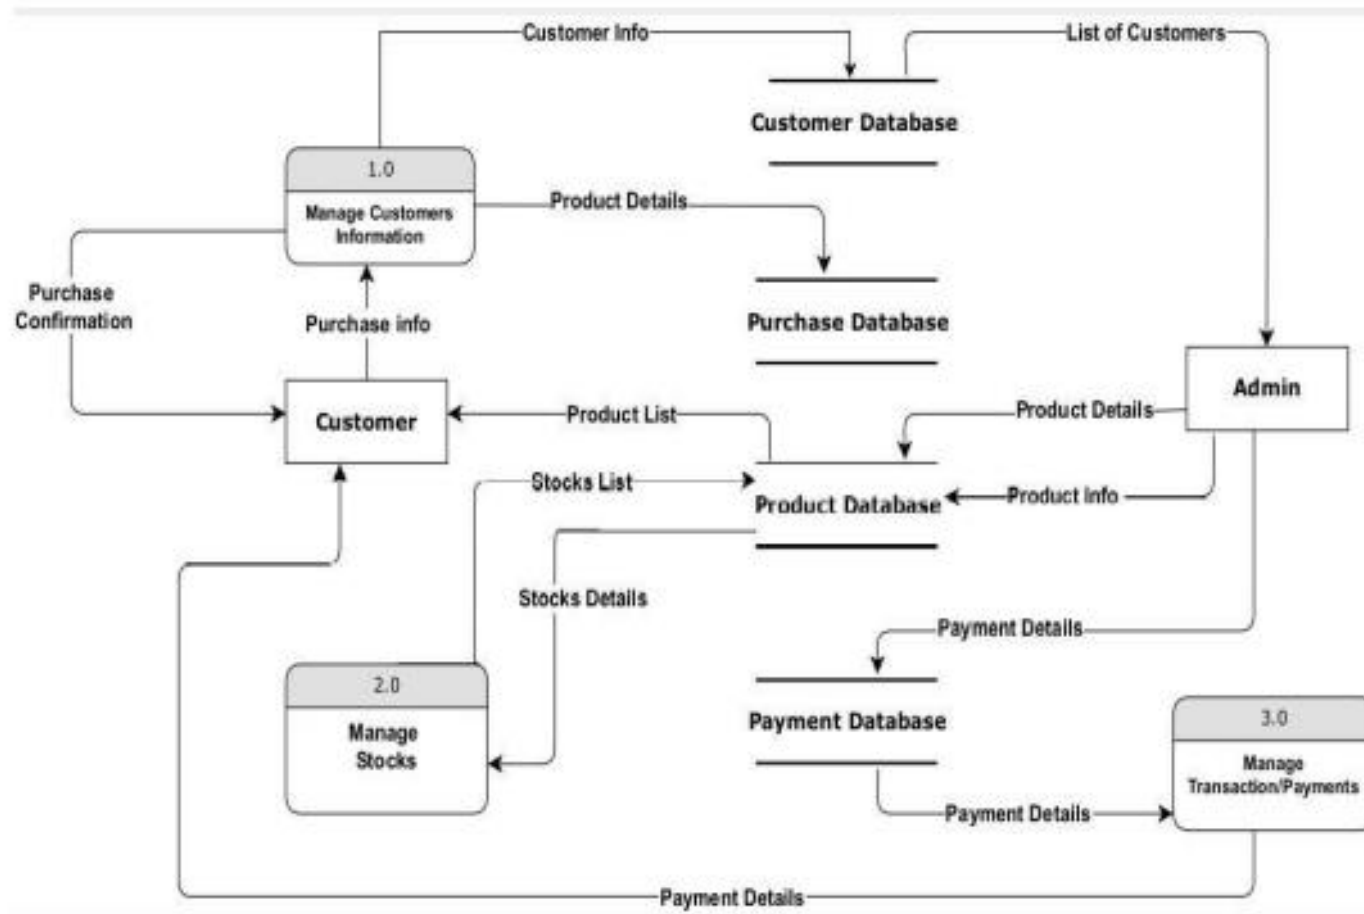 Customer Info
List of Customers
Customer Database
1.0
Manage Customers
Information
Product Details
Purchase
Confirmation
Purchase info
Purchase Database
Customer
Product List
Product Details
Admin
Stocks List
Product Database
Product Info
Stocks Details
Payment Details
2.0
Manage
Stocks
Payment Database
3.0
Manage
Transaction/Payments
Payment Details
Payment Details